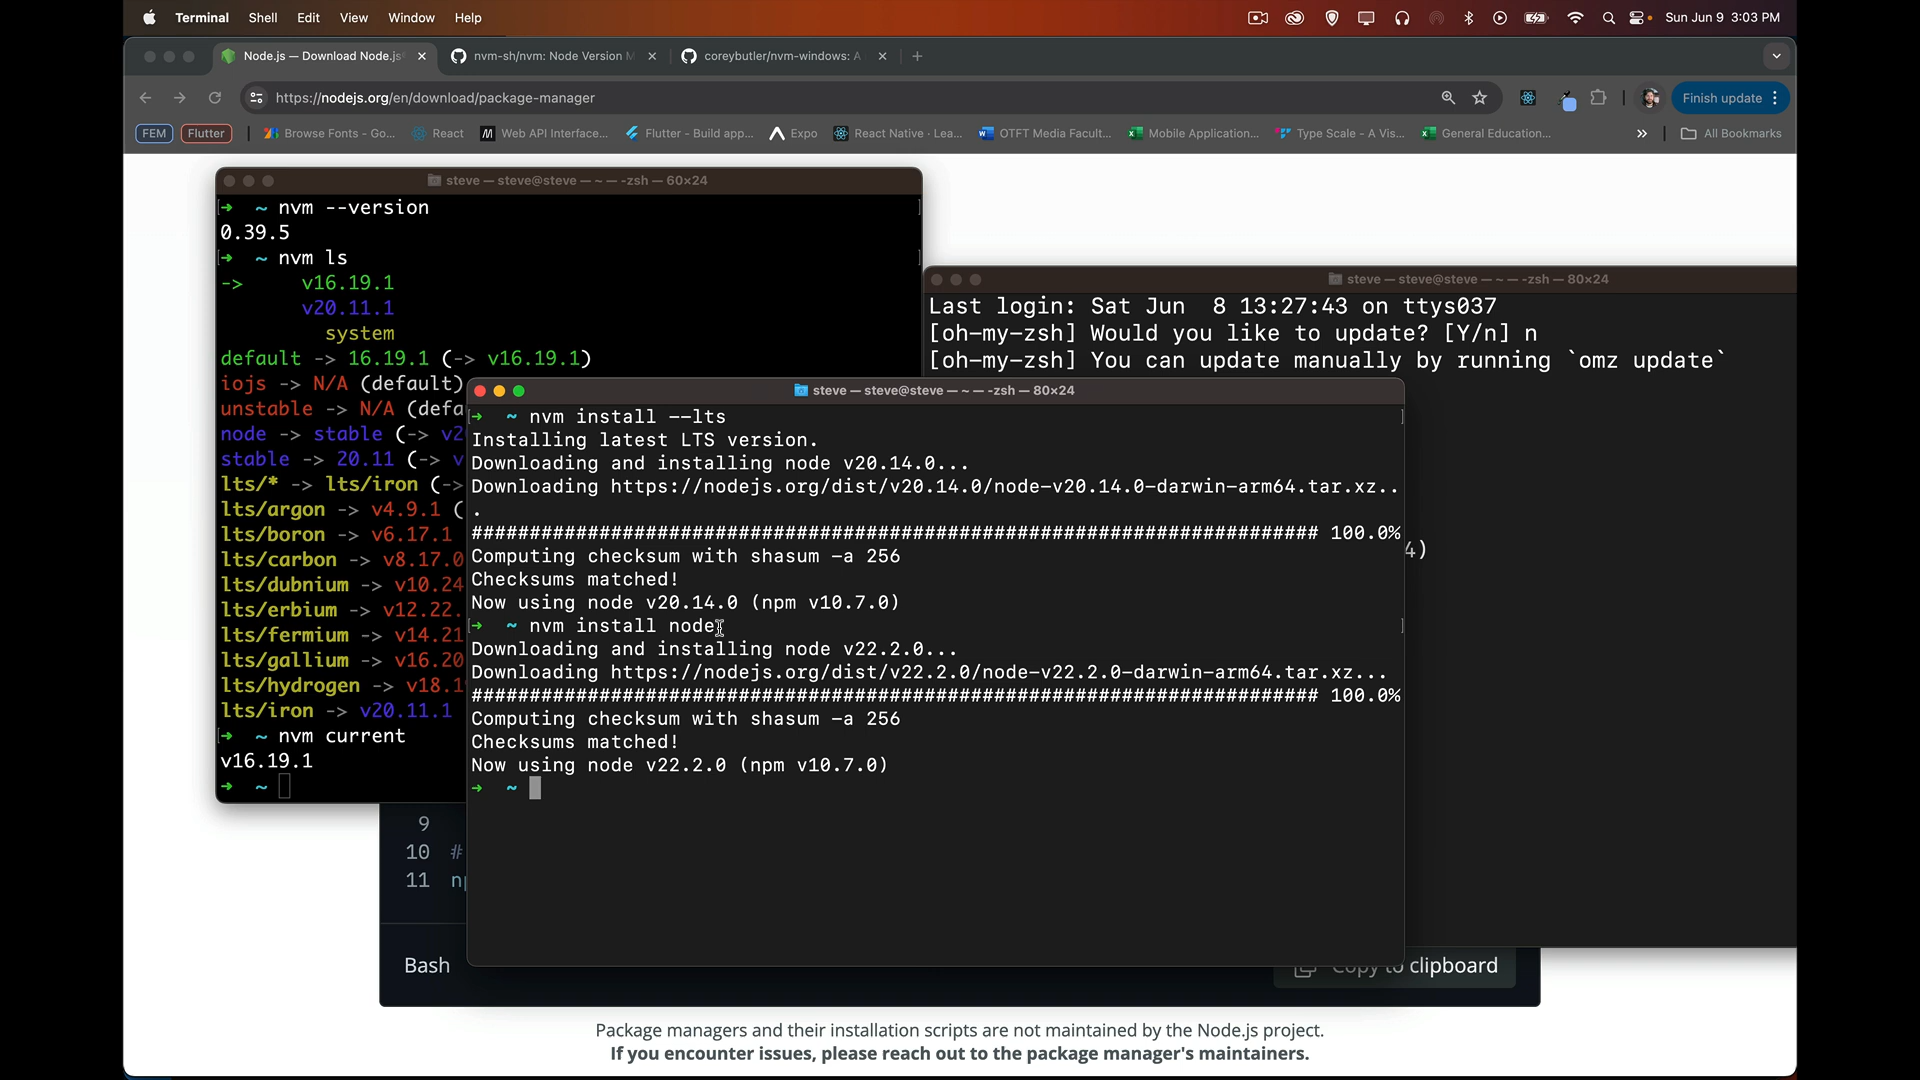 Terminal Shell Edit View Window Help
Sun Jun 9 3:03 PM
Node.js — Download Node.js
nvm-sh/nvm: Node Version M
coreybutler/nvm-windows: A
https://nodejs.org/en/download/package-manager
Finish update
FEM Flutter Browse Fonts - Go... React Web API Interface... Flutter - Build app... Expo React Native · Lea... OTFT Media Facult... Mobile Application... Type Scale - A Vis... General Education... » All Bookmarks
steve — steve@steve — ~ — -zsh — 60×24
➜ ~ nvm --version
0.39.5
➜ ~ nvm ls
-> v16.19.1
v20.11.1
system
default -> 16.19.1 (-> v16.19.1)
iojs -> N/A (default)
unstable -> N/A (defa
node -> stable (-> v2
stable -> 20.11 (-> v
lts/* -> lts/iron (->
lts/argon -> v4.9.1 (
lts/boron -> v6.17.1
lts/carbon -> v8.17.0
lts/dubnium -> v10.24
lts/erbium -> v12.22.
lts/fermium -> v14.21
lts/gallium -> v16.20
lts/hydrogen -> v18.1
lts/iron -> v20.11.1
➜ ~ nvm current
v16.19.1
➜ ~
steve — steve@steve — ~ — -zsh — 80×24
Last login: Sat Jun  8 13:27:43 on ttys037
[oh-my-zsh] Would you like to update? [Y/n] n
[oh-my-zsh] You can update manually by running `omz update`
4)
steve — steve@steve — ~ — -zsh — 80×24
➜ ~ nvm install --lts
Installing latest LTS version.
Downloading and installing node v20.14.0...
Downloading https://nodejs.org/dist/v20.14.0/node-v20.14.0-darwin-arm64.tar.xz..
.
######################################################################### 100.0%
Computing checksum with shasum -a 256
Checksums matched!
Now using node v20.14.0 (npm v10.7.0)
➜ ~ nvm install node
Downloading and installing node v22.2.0...
Downloading https://nodejs.org/dist/v22.2.0/node-v22.2.0-darwin-arm64.tar.xz...
######################################################################### 100.0%
Computing checksum with shasum -a 256
Checksums matched!
Now using node v22.2.0 (npm v10.7.0)
➜ ~
9
10 #
11 np
Bash
Copy to clipboard
Package managers and their installation scripts are not maintained by the Node.js project.
If you encounter issues, please reach out to the package manager's maintainers.